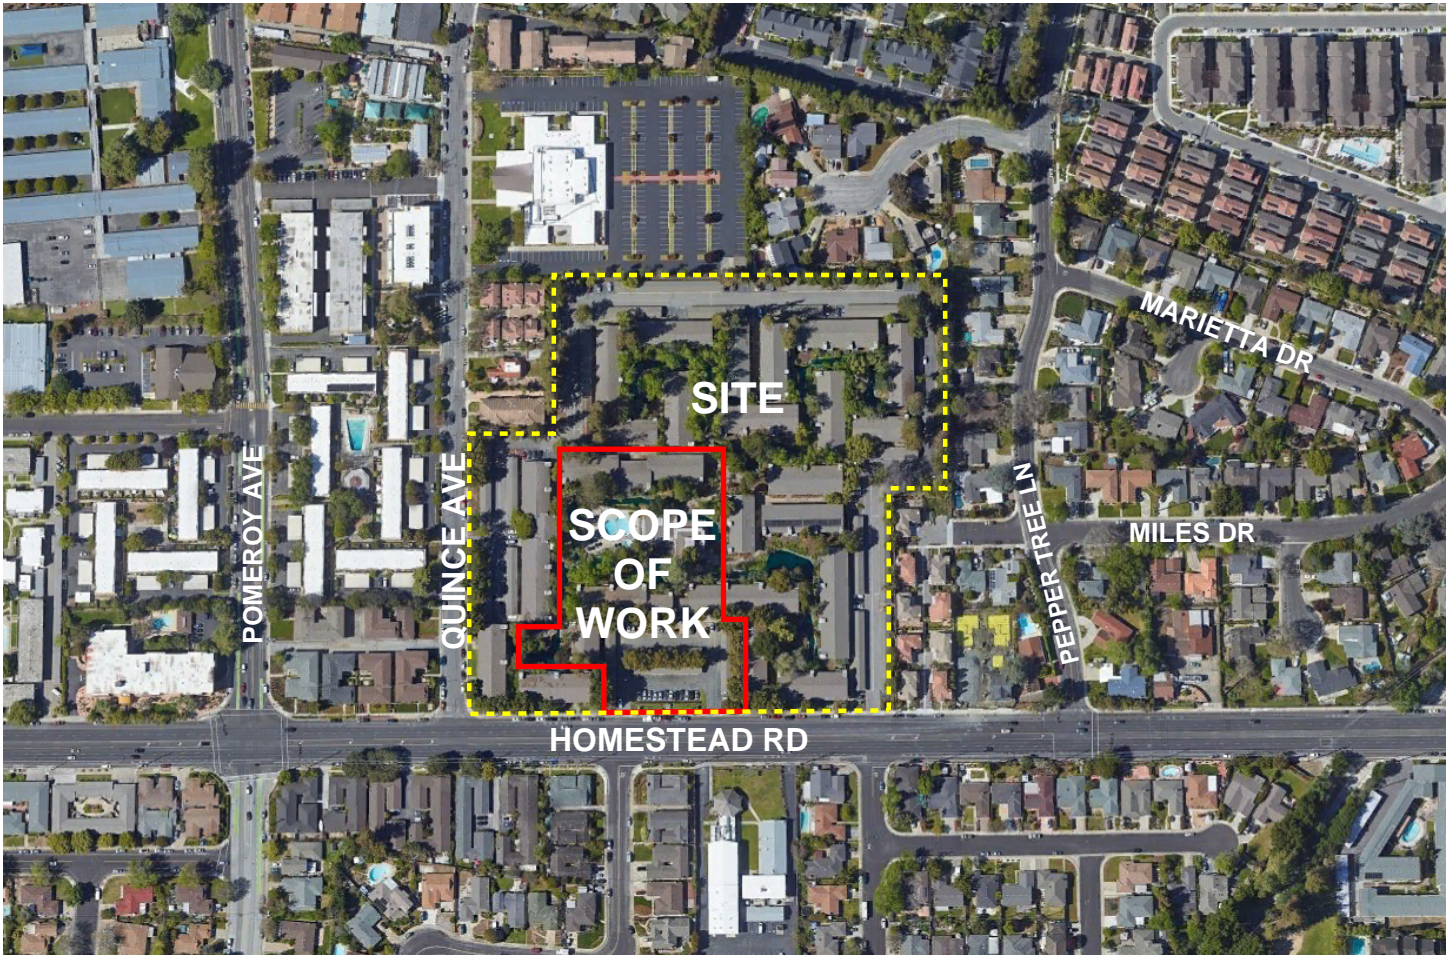 MARIETTA DR
SITE
POMEROY AVE
QUINCE AVE
PEPPER TREE LN
SCOPE
OF
WORK
MILES DR
HOMESTEAD RD